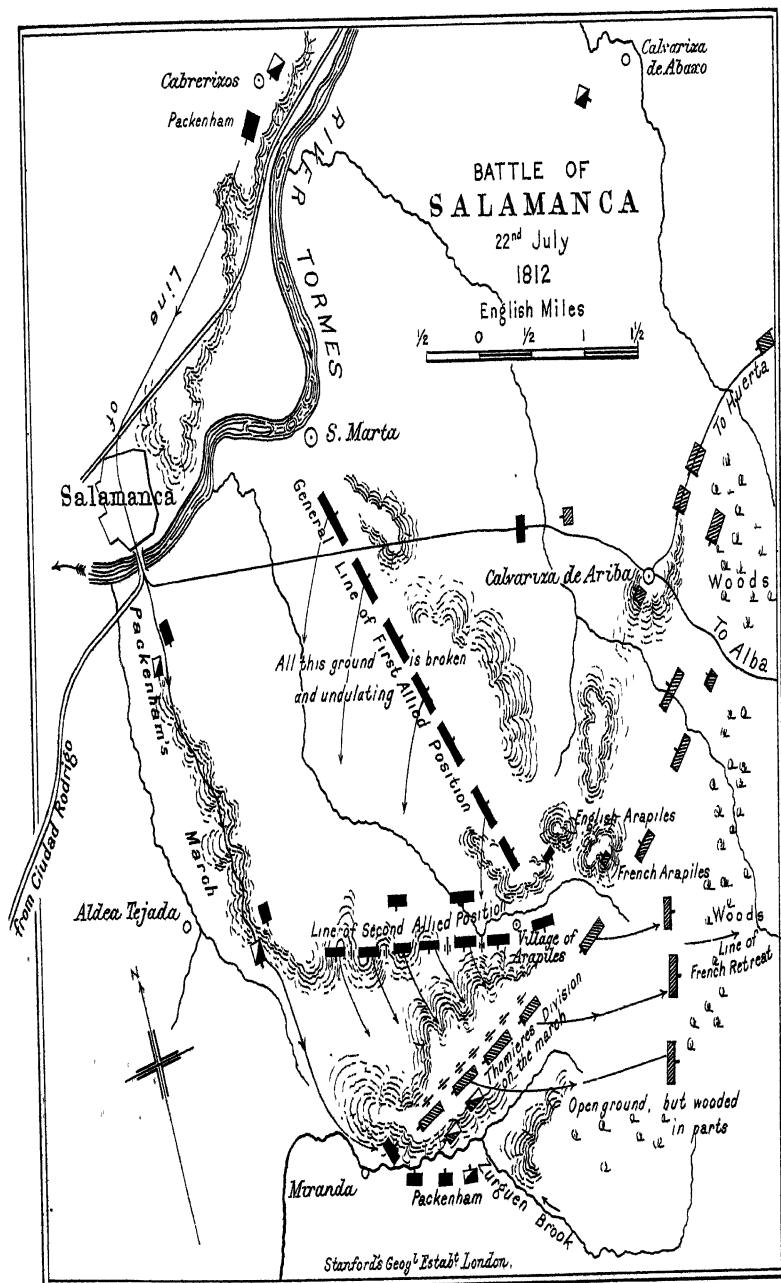 Calvariza
de Abaxo
Cabrerizos
Packenham
RIVER TORMES
BATTLE OF
SALAMANCA
22nd July
1812
English Miles
½ 0 ½ 1 1½
Line of Packenham's March
To Huerta
S. Marta
Salamanca
General Line of First Allied Position
Calvariza de Ariba
Woods
To Alba
All this ground is broken
and undulating
from Ciudad Rodrigo
English Arapiles
French Arapiles
Aldea Tejada
Line of Second Allied Positio
Village of
Arapiles
Woods
Line of
French Retreat
N
Thomieres Division
on the march
Open ground, but wooded
in parts
Miranda
Packenham
Zurguen Brook
Stanford's Geogl Estabt London,